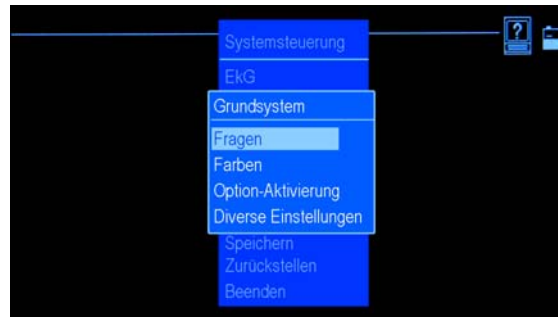 Systemsteuerung
EkG
Grundsystem
Fragen
Farben
Option-Aktivierung
Diverse Einstellungen
Speichern
Zurückstellen
Beenden
?